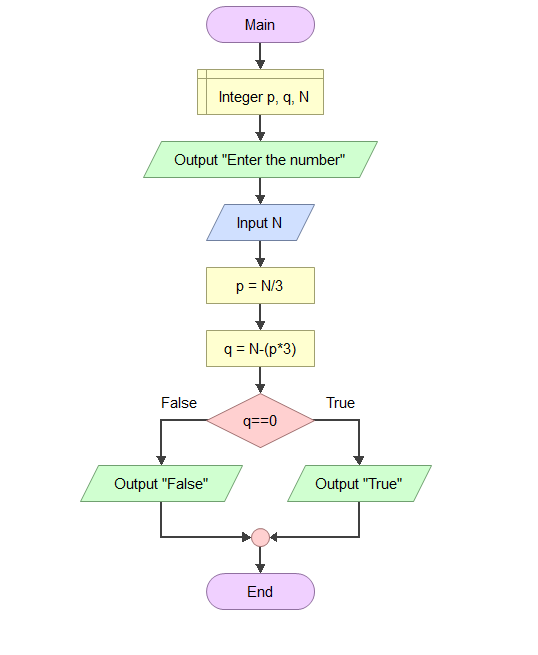 Main
Integer p, q, N
Output "Enter the number"
Input N
p = N/3
q = N-(p*3)
False
True
q==0
Output "False"
Output "True"
End